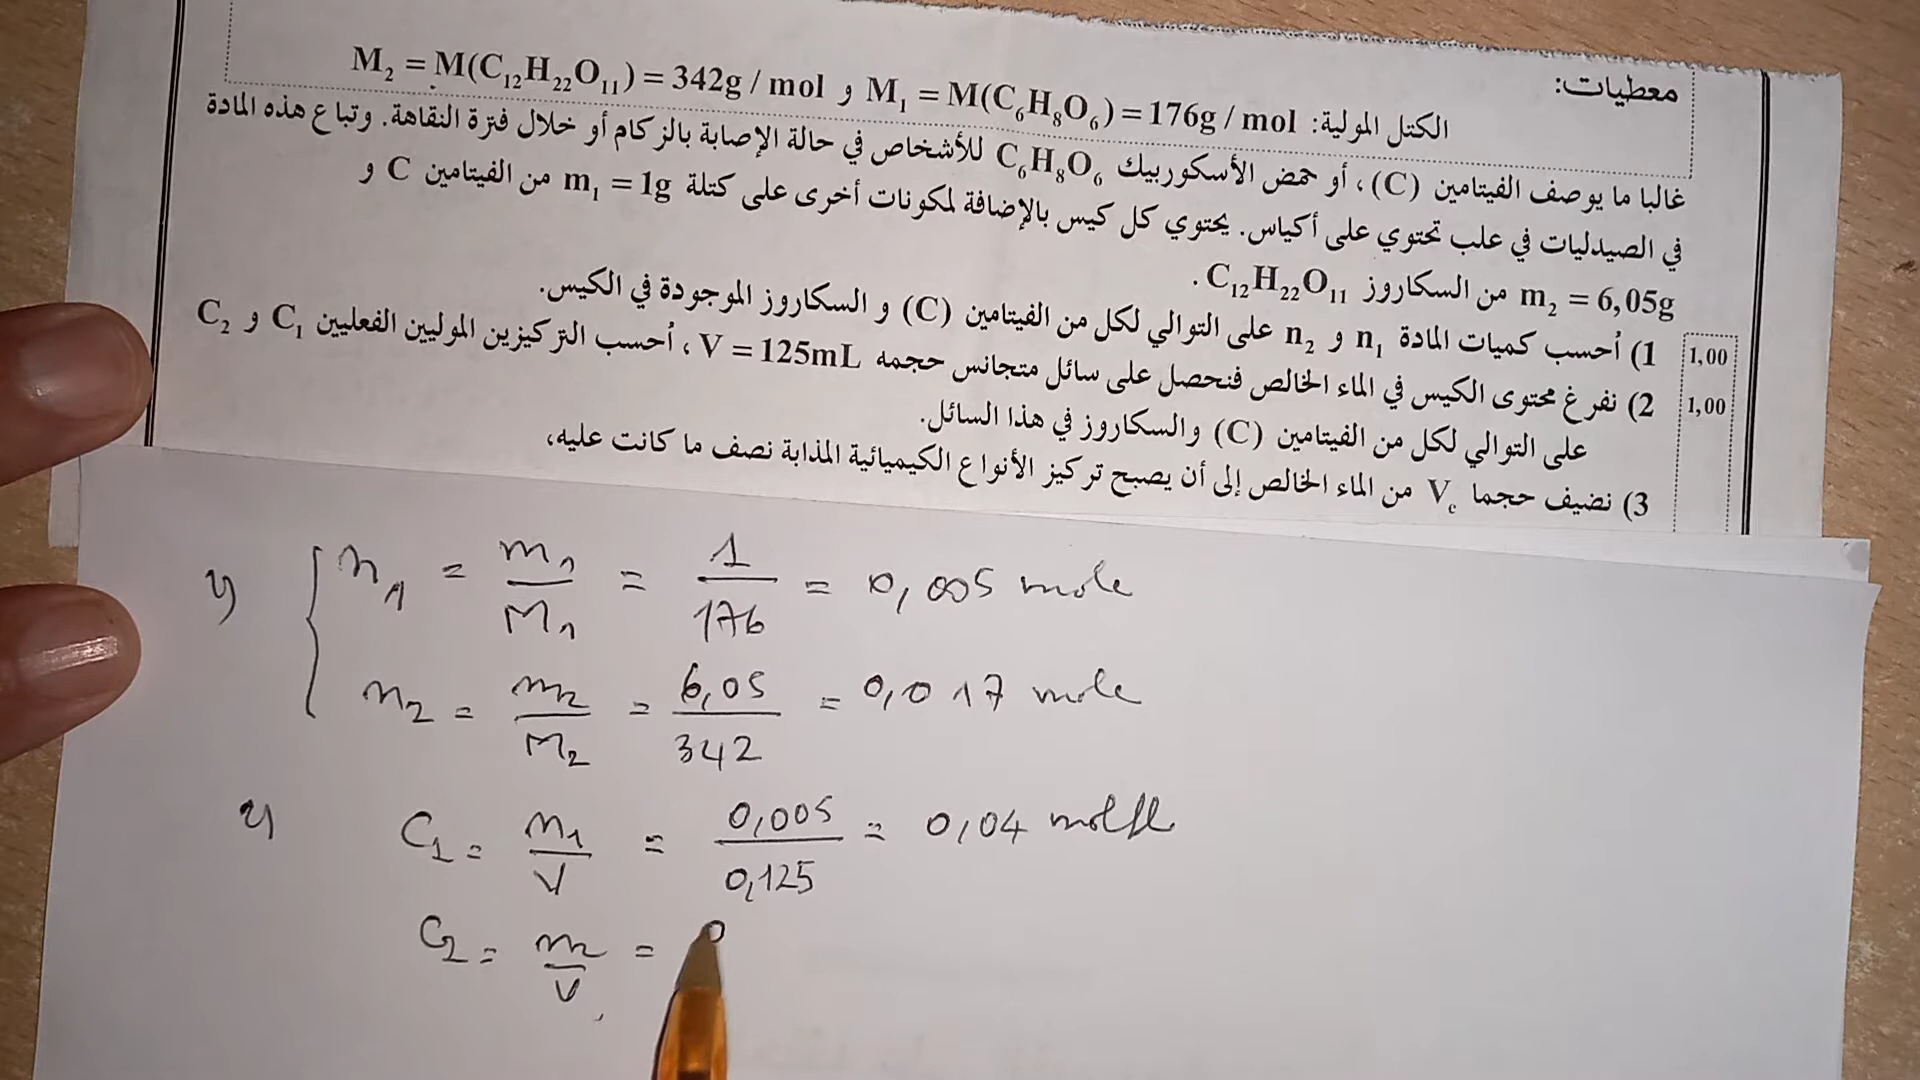 معطيات:
الكتل المولية: M₁ = M(C₆H₈O₆) = 176g / mol و M₂ = M(C₁₂H₂₂O₁₁) = 342g / mol
غالبا ما يوصف الفيتامين (C)، أو حمض الأسكوربيك C₆H₈O₆ للأشخاص في حالة الإصابة بالزكام أو خلال فترة النقاهة. وتباع هذه المادة
في الصيدليات في علب تحتوي على أكياس. يحتوي كل كيس بالإضافة لمكونات أخرى على كتلة m₁ = 1g من الفيتامين C و
m₂ = 6,05g من السكاروز C₁₂H₂₂O₁₁ .
1,00 1) أحسب كميات المادة n₁ و n₂ على التوالي لكل من الفيتامين (C) و السكاروز الموجودة في الكيس.
1,00 2) نفرغ محتوى الكيس في الماء الخالص فنحصل على سائل متجانس حجمه V = 125mL ، أحسب التركيزين الموليين الفعليين C₁ و C₂
على التوالي لكل من الفيتامين (C) والسكاروز في هذا السائل.
3) نضيف حجما Vₑ من الماء الخالص إلى أن يصبح تركيز الأنواع الكيميائية المذابة نصف ما كانت عليه،
1) n₁ = m₁/M₁ = 1/176 = 0,005 mole
n₂ = m₂/M₂ = 6,05/342 = 0,017 mole
2) C₁ = n₁/V = 0,005/0,125 = 0,04 mol/l
C₂ = n₂/V = 0